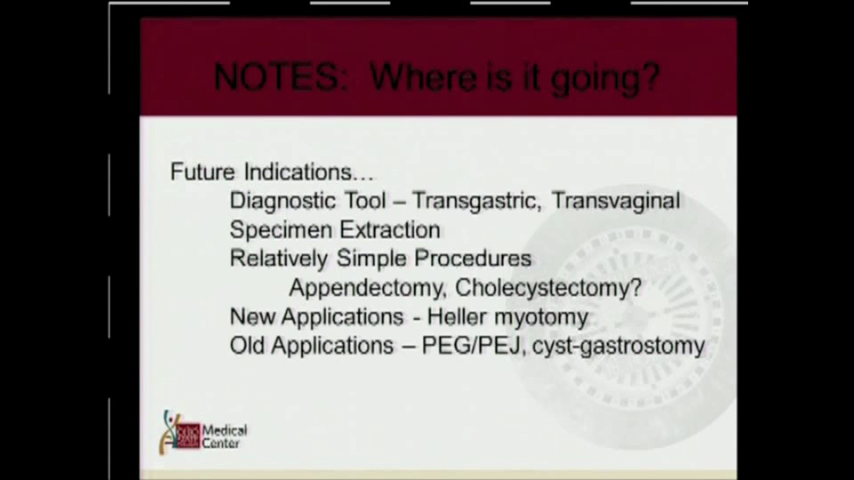 NOTES: Where is it going?
Future Indications...
Diagnostic Tool – Transgastric, Transvaginal
Specimen Extraction
Relatively Simple Procedures
Appendectomy, Cholecystectomy?
New Applications - Heller myotomy
Old Applications – PEG/PEJ, cyst-gastrostomy
Medical
Center